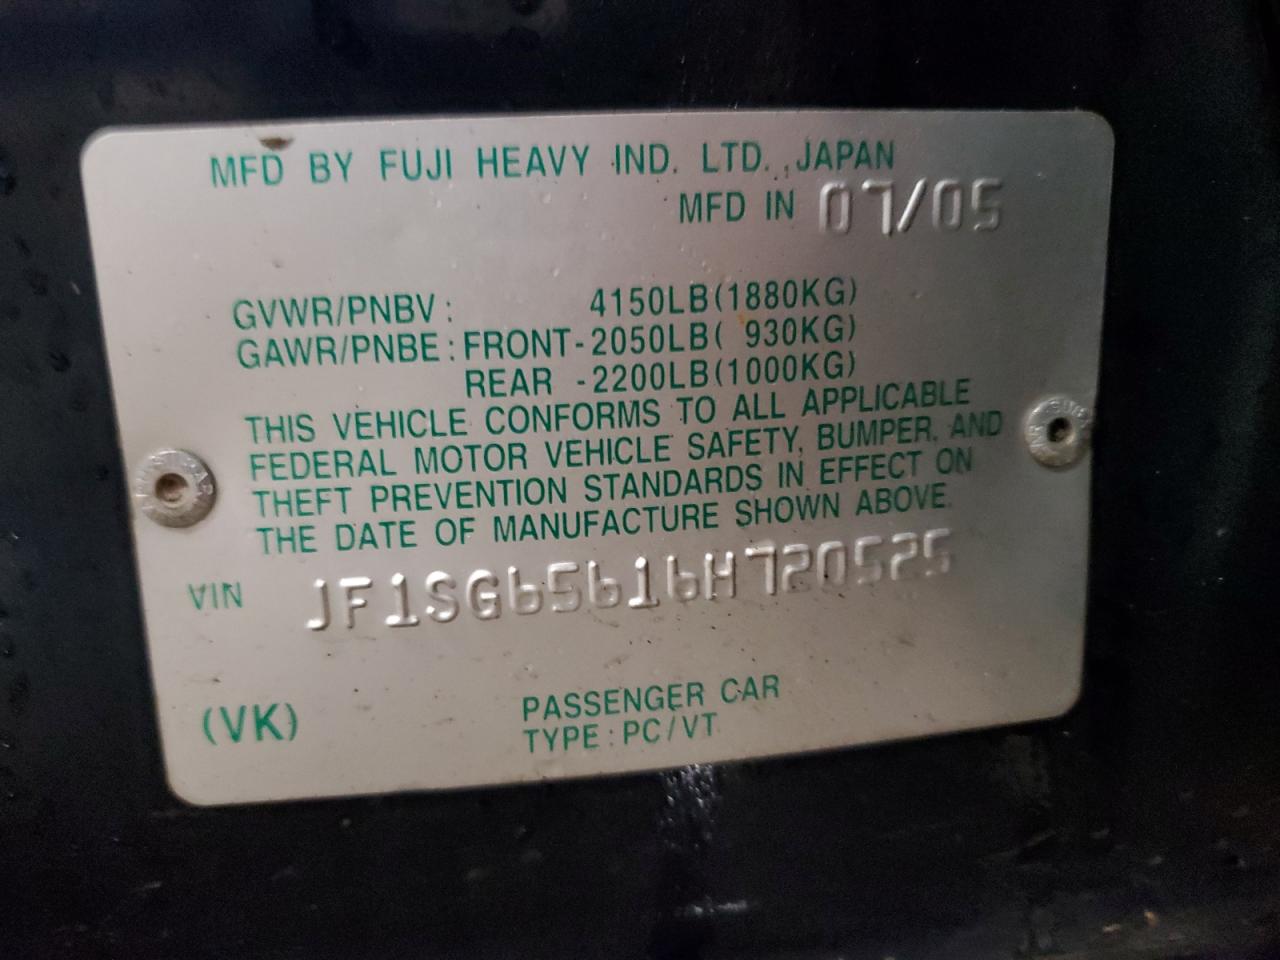 MFD BY FUJI HEAVY IND. LTD., JAPAN
MFD IN 07/05
GVWR/PNBV: 4150LB(1880KG)
GAWR/PNBE: FRONT-2050LB( 930KG)
REAR -2200LB(1000KG)
THIS VEHICLE CONFORMS TO ALL APPLICABLE
FEDERAL MOTOR VEHICLE SAFETY, BUMPER, AND
THEFT PREVENTION STANDARDS IN EFFECT ON
THE DATE OF MANUFACTURE SHOWN ABOVE.
VIN JF1SG65616H720525
(VK)
PASSENGER CAR
TYPE: PC/VT